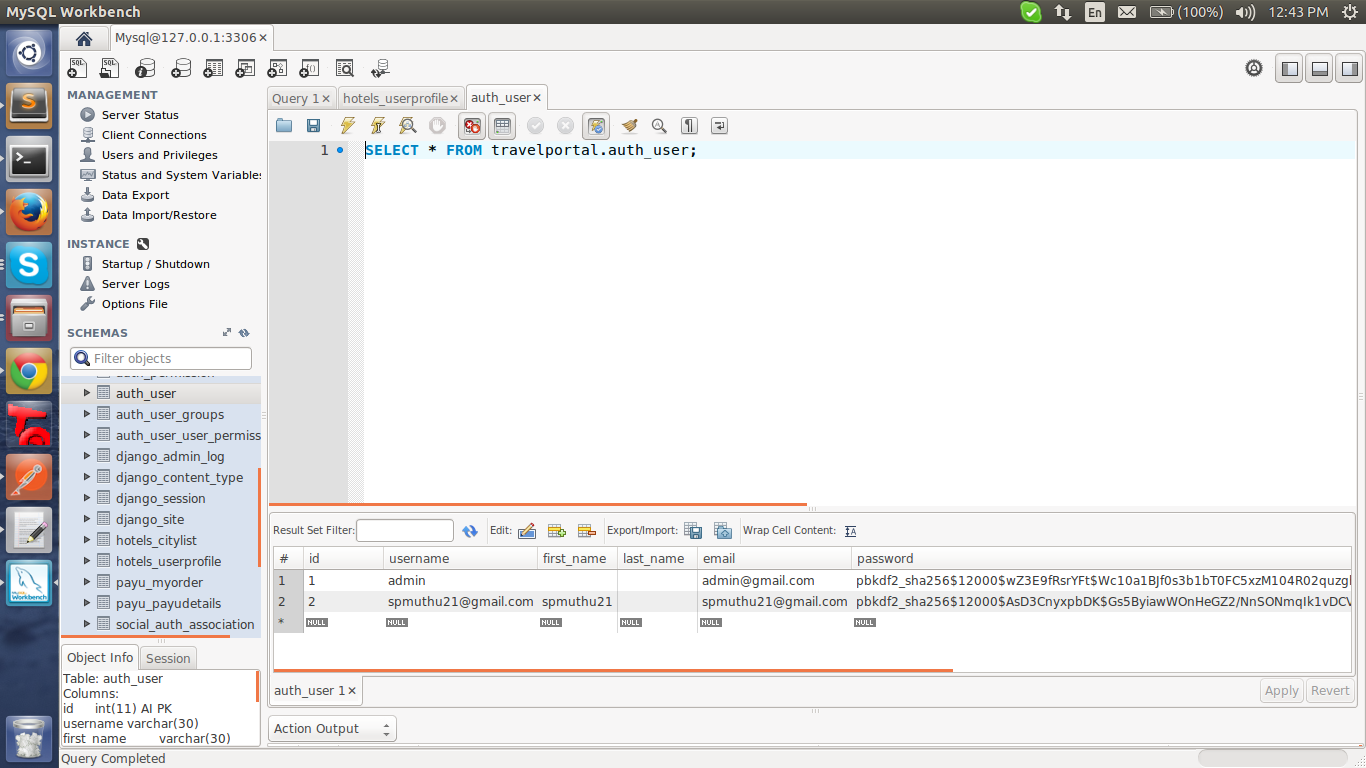 MySQL Workbench
En
(100%)
12:43 PM
Mysql@127.0.0.1:3306
MANAGEMENT
Server Status
Client Connections
Users and Privileges
Status and System Variables
Data Export
Data Import/Restore
INSTANCE
Startup / Shutdown
Server Logs
Options File
SCHEMAS
Filter objects
auth_permission
auth_user
auth_user_groups
auth_user_user_permiss
django_admin_log
django_content_type
django_session
django_site
hotels_citylist
hotels_userprofile
payu_myorder
payu_payudetails
social_auth_association
Object Info Session
Table: auth_user
Columns:
id int(11) AI PK
username varchar(30)
first_name varchar(30)
Query Completed
Query 1 hotels_userprofile auth_user
1 SELECT * FROM travelportal.auth_user;
Result Set Filter: Edit: Export/Import: Wrap Cell Content:
# id username first_name last_name email password
1 1 admin admin@gmail.com pbkdf2_sha256$12000$wZ3E9fRsrYFt$Wc10a1BJf0s3b1bT0FC5xzM104R02quzgl
2 2 spmuthu21@gmail.com spmuthu21 spmuthu21@gmail.com pbkdf2_sha256$12000$AsD3CnyxpbDK$Gs5ByiawWOnHeGZ2/NnSONmqIk1vDCV
* NULL NULL NULL NULL NULL NULL
auth_user 1
Apply Revert
Action Output